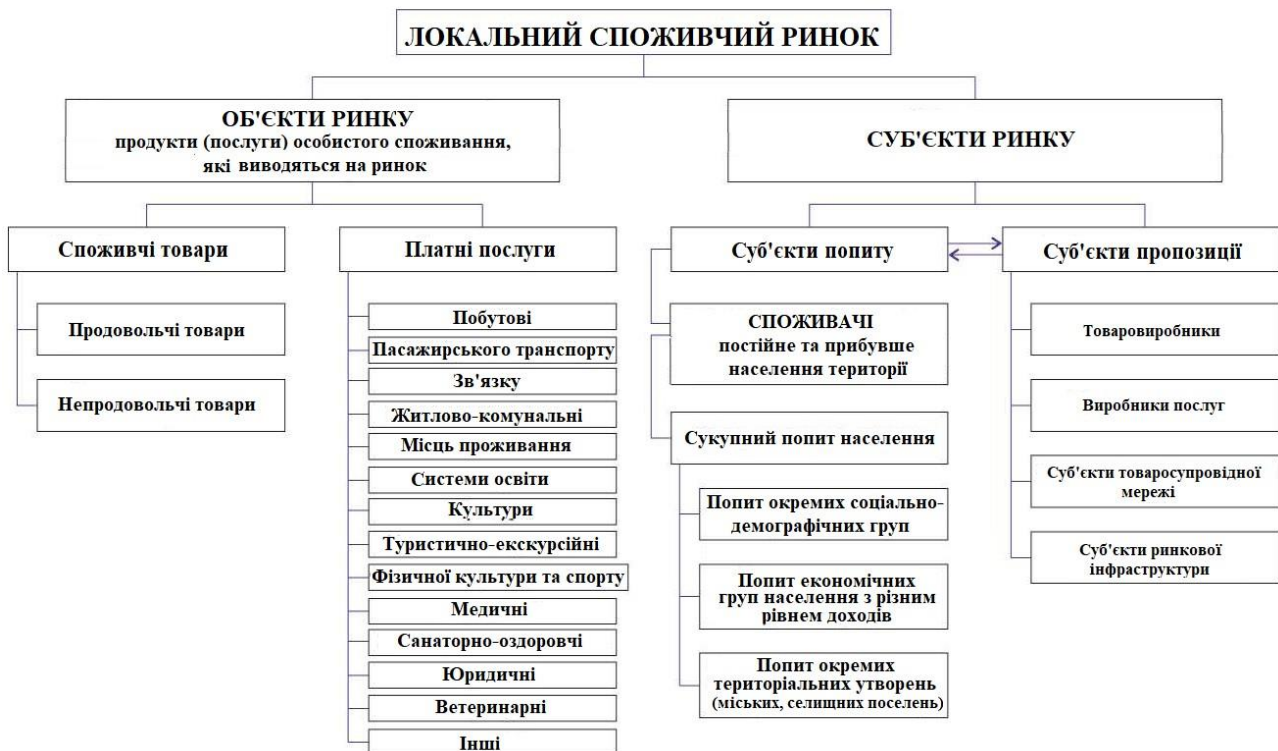 ЛОКАЛЬНИЙ СПОЖИВЧИЙ РИНОК
ОБ'ЄКТИ РИНКУ
продукти (послуги) особистого споживання,
які виводяться на ринок
СУБ'ЄКТИ РИНКУ
Споживчі товари
Продовольчі товари
Непродовольчі товари
Платні послуги
Побутові
Пасажирського транспорту
Зв'язку
Житлово-комунальні
Місць проживання
Системи освіти
Культури
Туристично-екскурсійні
Фізичної культури та спорту
Медичні
Санаторно-оздоровчі
Юридичні
Ветеринарні
Інші
Суб'єкти попиту
СПОЖИВАЧІ
постійне та прибувше
населення території
Сукупний попит населення
Попит окремих соціально-
демографічних груп
Попит економічних
груп населення з різним
рівнем доходів
Попит окремих
територіальних утворень
(міських, селищних поселень)
Суб'єкти пропозиції
Товаровиробники
Виробники послуг
Суб'єкти товаросупровідної
мережі
Суб'єкти ринкової
інфраструктури